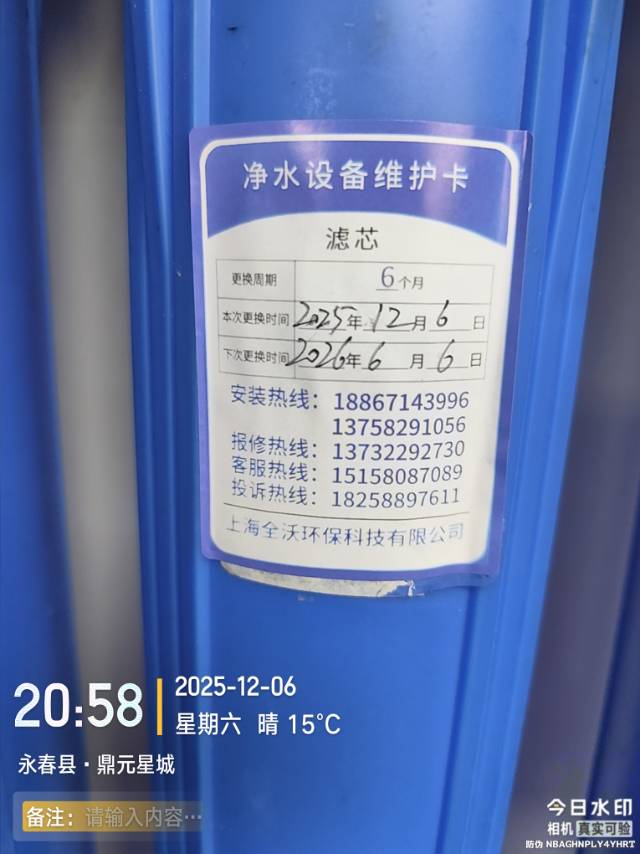 净水设备维护卡
滤芯
更换周期 6个月
本次更换时间 2025年12月6日
下次更换时间 2026年6月6日
安装热线：18867143996
13758291056
报修热线：13732292730
客服热线：15158087089
投诉热线：18258897611
上海全沃环保科技有限公司
20:58
2025-12-06
星期六 晴 15°C
永春县·鼎元星城
备注：请输入内容…
今日水印
相机 真实可验
防伪 NBAGHNPLY4YHRT